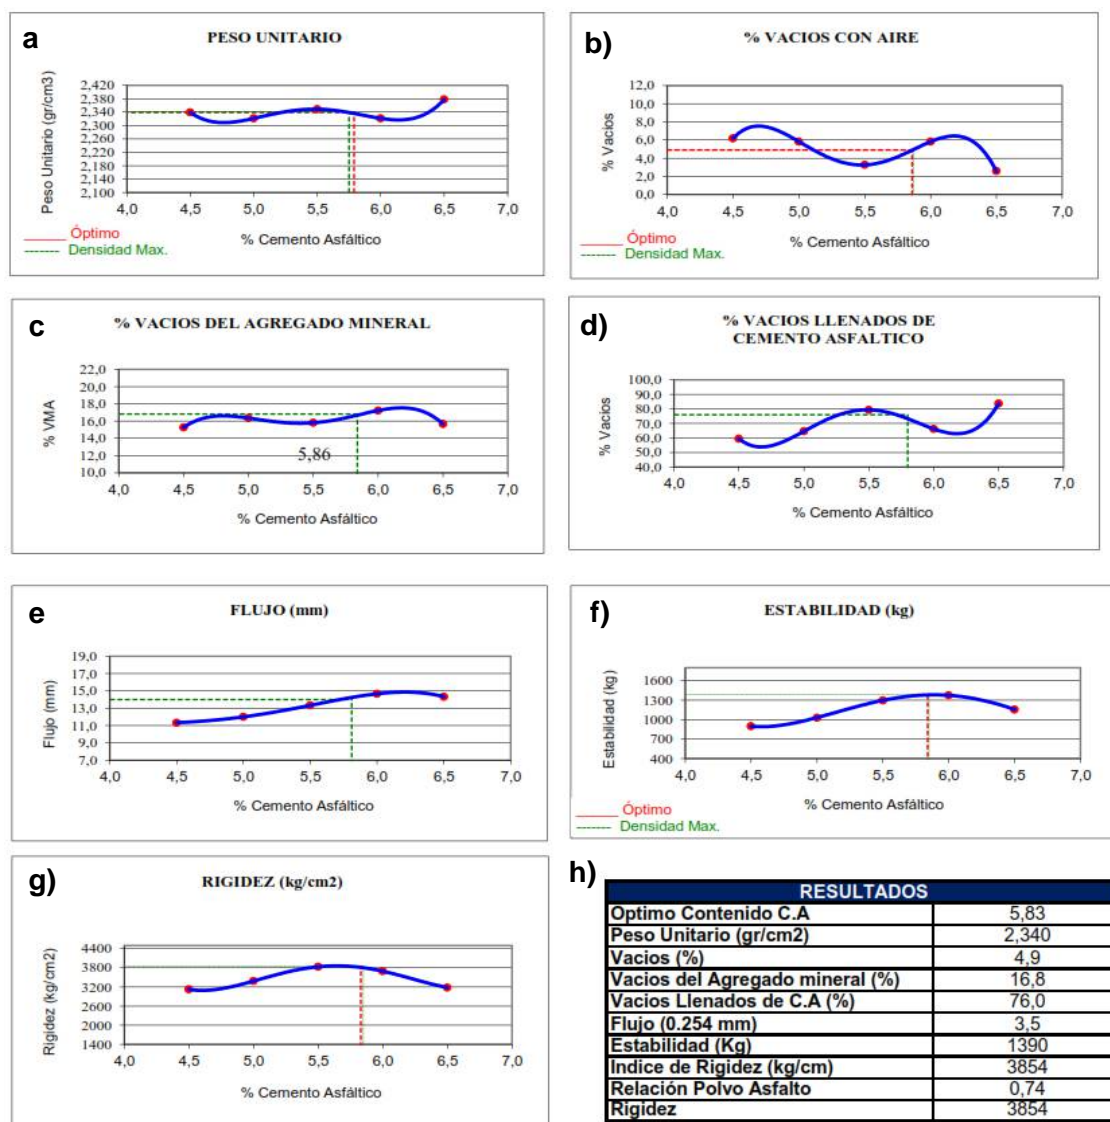 a
PESO UNITARIO
Peso Unitario (gr/cm3)
2,420
2,380
2,340
2,300
2,260
2,220
2,180
2,140
2,100
4,0 4,5 5,0 5,5 6,0 6,5 7,0
% Cemento Asfáltico
______ Óptimo
------- Densidad Max.
b)
% VACIOS CON AIRE
% Vacios
12,0
10,0
8,0
6,0
4,0
2,0
0,0
4,0 4,5 5,0 5,5 6,0 6,5 7,0
% Cemento Asfáltico
______ Óptimo
------- Densidad Max.
c
% VACIOS DEL AGREGADO MINERAL
% VMA
22,0
20,0
18,0
16,0
14,0
12,0
10,0
5,86
4,0 4,5 5,0 5,5 6,0 6,5 7,0
% Cemento Asfáltico
d)
% VACIOS LLENADOS DE
CEMENTO ASFALTICO
% Vacios
100,0
90,0
80,0
70,0
60,0
50,0
40,0
4,0 4,5 5,0 5,5 6,0 6,5 7,0
% Cemento Asfáltico
e
FLUJO (mm)
Flujo (mm)
19,0
17,0
15,0
13,0
11,0
9,0
7,0
4,0 4,5 5,0 5,5 6,0 6,5 7,0
% Cemento Asfáltico
f)
ESTABILIDAD (kg)
Estabilidad (kg)
1600
1300
1000
700
400
4,0 4,5 5,0 5,5 6,0 6,5 7,0
% Cemento Asfáltico
______ Óptimo
------- Densidad Max.
g)
RIGIDEZ (kg/cm2)
Rigidez (kg/cm2)
4400
3800
3200
2600
2000
1400
4,0 4,5 5,0 5,5 6,0 6,5 7,0
% Cemento Asfáltico
h)
RESULTADOS
Optimo Contenido C.A 5,83
Peso Unitario (gr/cm2) 2,340
Vacios (%) 4,9
Vacios del Agregado mineral (%) 16,8
Vacios Llenados de C.A (%) 76,0
Flujo (0.254 mm) 3,5
Estabilidad (Kg) 1390
Indice de Rigidez (kg/cm) 3854
Relación Polvo Asfalto 0,74
Rigidez 3854